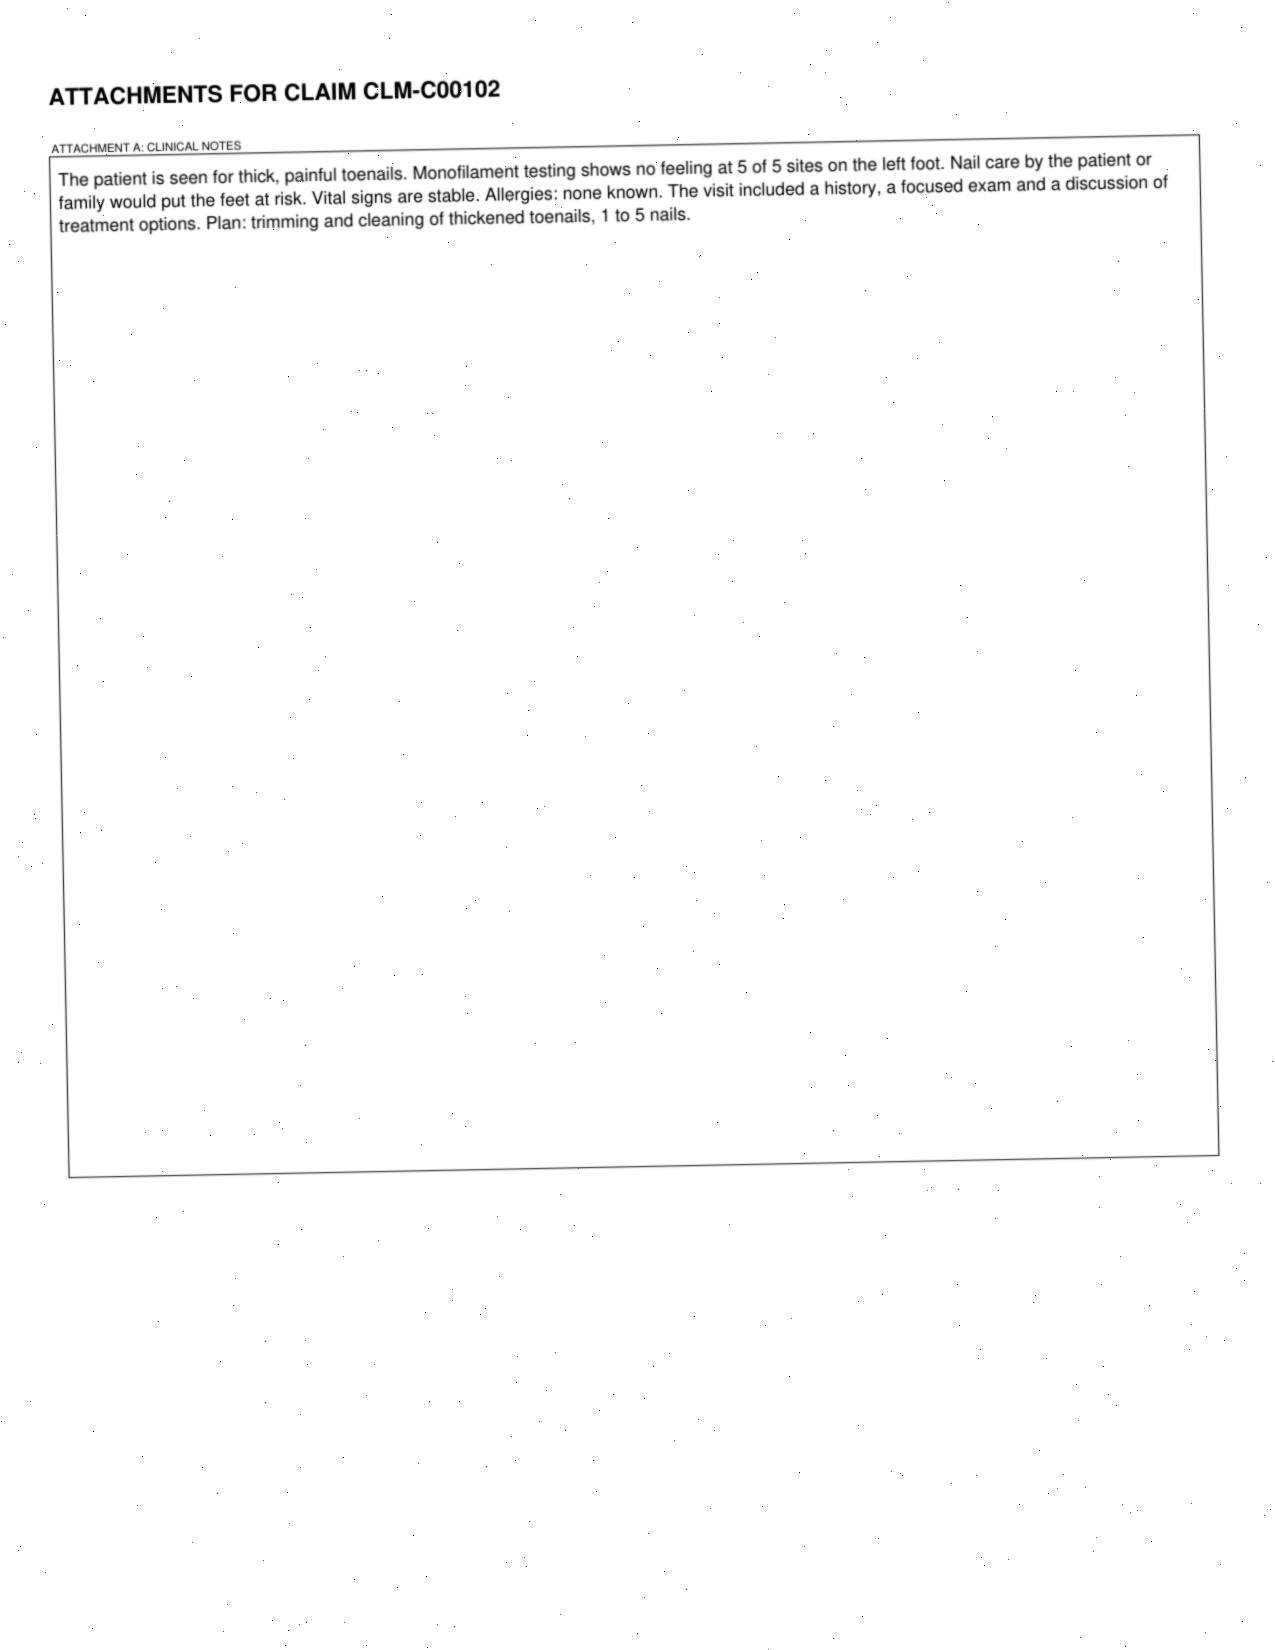 ATTACHMENTS FOR CLAIM CLM-C00102
ATTACHMENT A: CLINICAL NOTES
The patient is seen for thick, painful toenails. Monofilament testing shows no feeling at 5 of 5 sites on the left foot. Nail care by the patient or
family would put the feet at risk. Vital signs are stable. Allergies: none known. The visit included a history, a focused exam and a discussion of
treatment options. Plan: trimming and cleaning of thickened toenails, 1 to 5 nails.